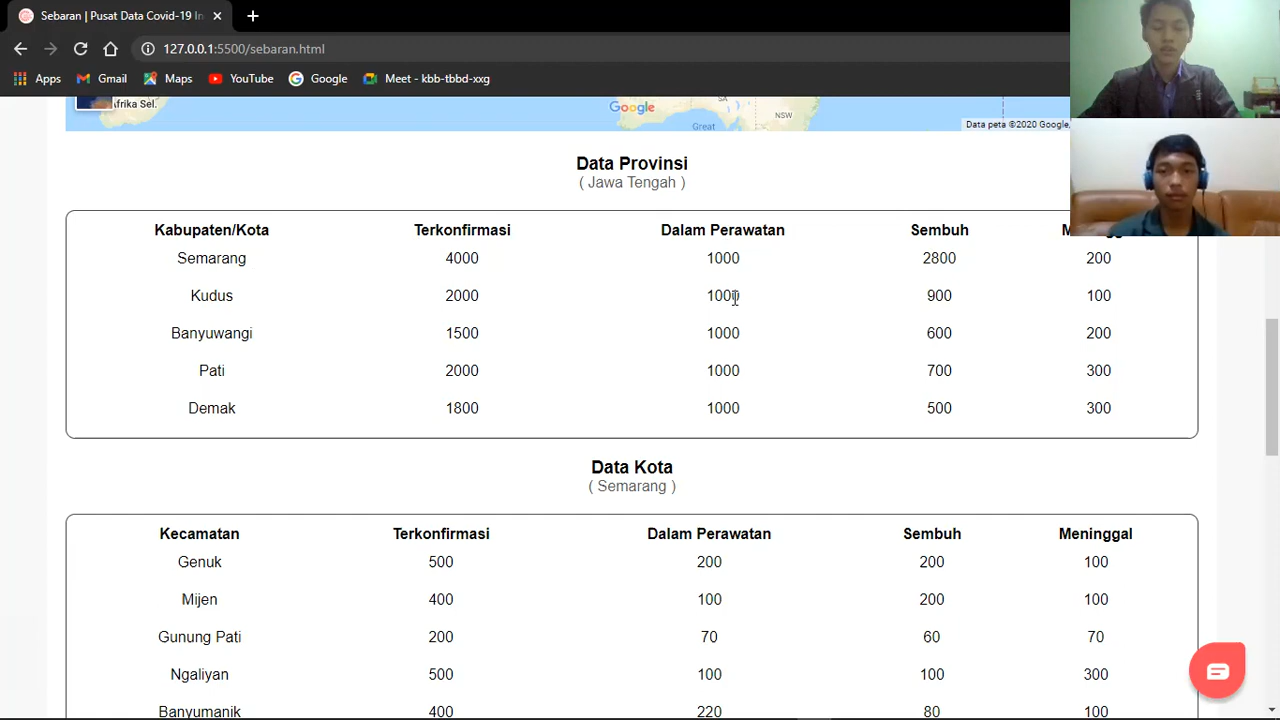 Sebaran | Pusat Data Covid-19 In
127.0.0.1:5500/sebaran.html
Apps Gmail Maps YouTube Google Meet - kbb-tbbd-xxg
frika Sel.
Google
SA
NSW
Great
Data peta ©2020 Google,
Data Provinsi
( Jawa Tengah )
Kabupaten/Kota Terkonfirmasi Dalam Perawatan Sembuh
Semarang 4000 1000 2800 200
Kudus 2000 1000 900 100
Banyuwangi 1500 1000 600 200
Pati 2000 1000 700 300
Demak 1800 1000 500 300
Data Kota
( Semarang )
Kecamatan Terkonfirmasi Dalam Perawatan Sembuh Meninggal
Genuk 500 200 200 100
Mijen 400 100 200 100
Gunung Pati 200 70 60 70
Ngaliyan 500 100 100 300
Banyumanik 400 220 80 100